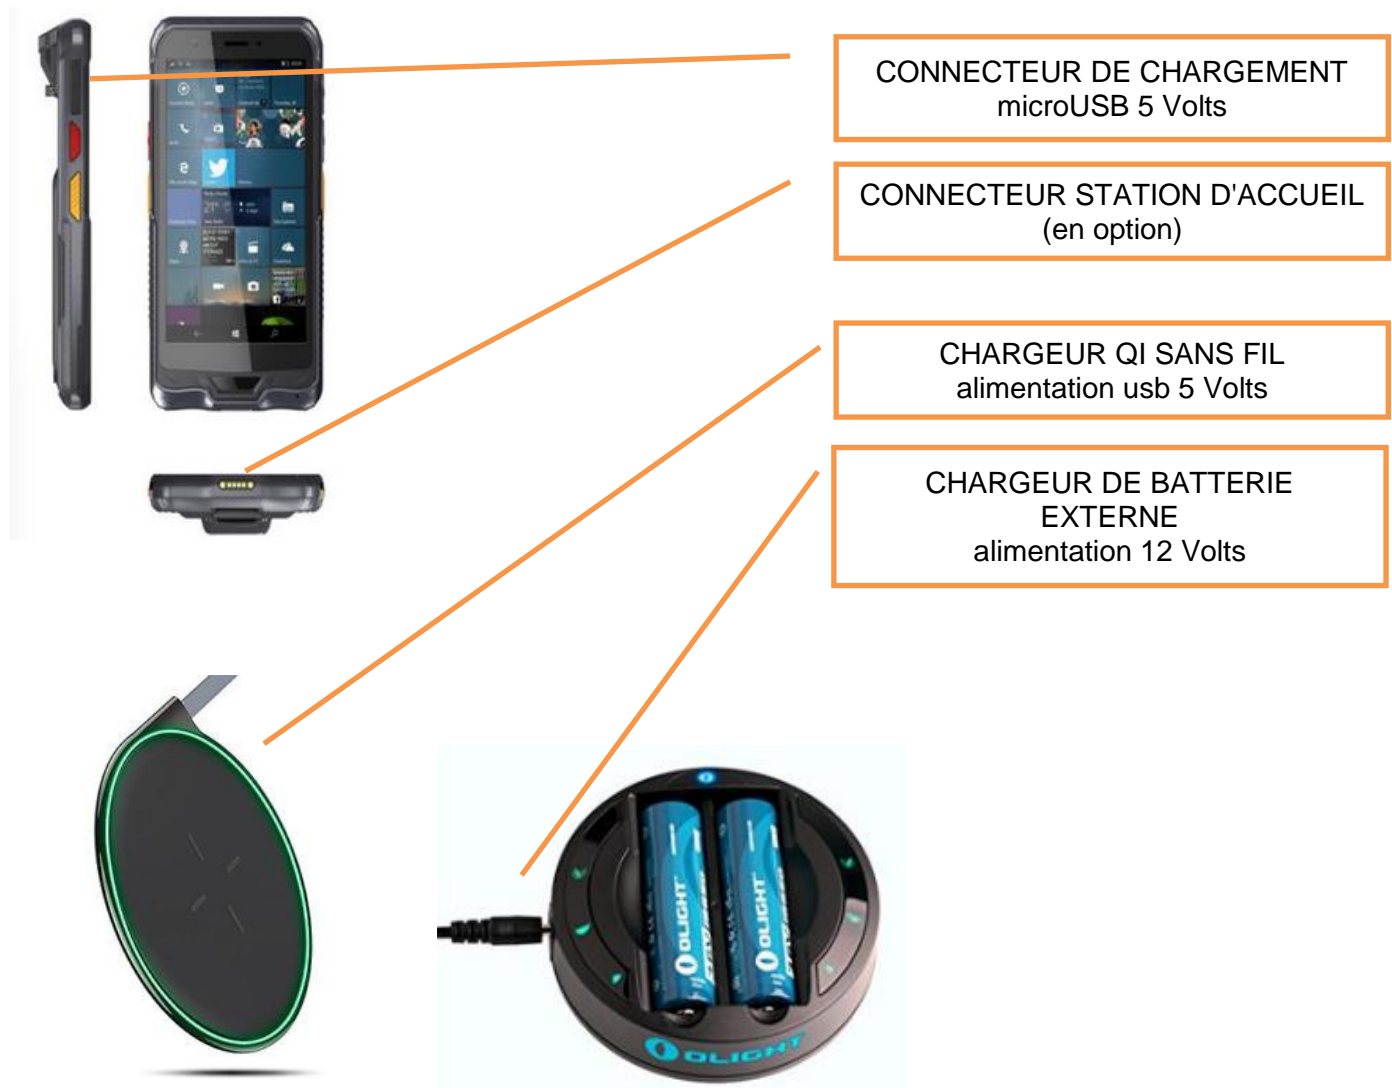 CONNECTEUR DE CHARGEMENT
microUSB 5 Volts
CONNECTEUR STATION D'ACCUEIL
(en option)
CHARGEUR QI SANS FIL
alimentation usb 5 Volts
CHARGEUR DE BATTERIE
EXTERNE
alimentation 12 Volts
OLIGHT
OLIGHT
OLIGHT